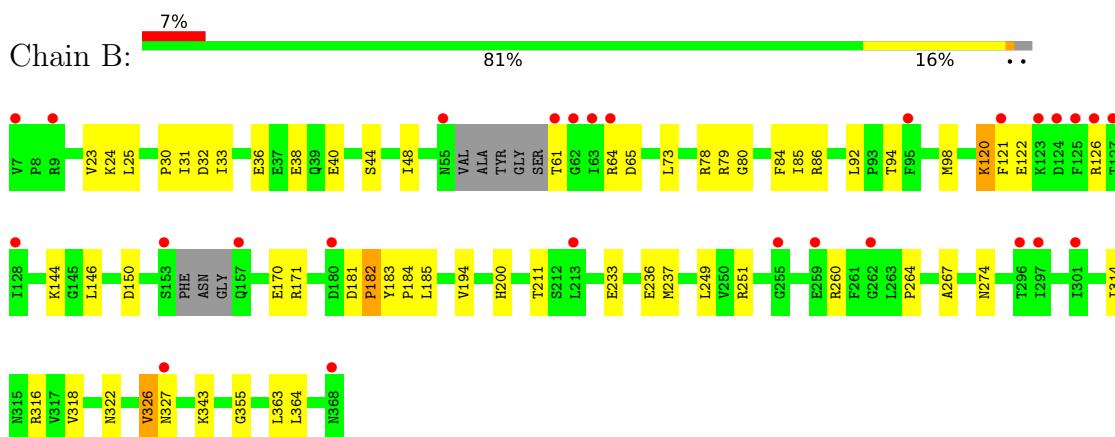 7%
Chain B:
81% 16% ..
V7 P8 R9 V23 K24 L25 P30 I31 D32 I33 E36 E37 E38 Q39 E40 S44 I48 N55 VAL ALA TYR GLY SER T61 G62 I63 R64 D65 L73 R78 R79 G80 F84 I85 R86 L92 P93 T94 F95 M98 K120 F121 E122 K123 D124 F125 R126 T127
I128 K144 G145 L146 D150 S153 PHE ASN GLY Q157 E170 R171 D180 D181 P182 Y183 P184 L185 V194 H200 T211 S212 L213 E233 E236 M237 L249 V250 R251 G255 E259 R260 F261 G262 L263 P264 A267 N274 T296 I297 I301 I314
N315 R316 V317 V318 N322 V326 N327 K343 G355 L363 L364 N368